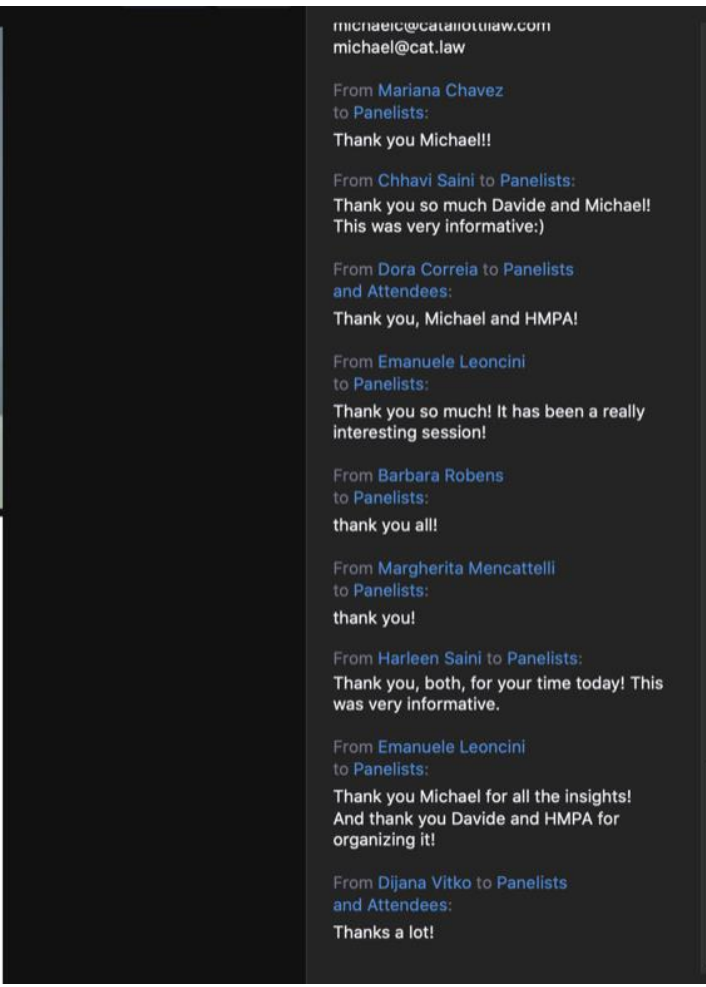 michaelc@catallottilaw.com
michael@cat.law
From Mariana Chavez
to Panelists:
Thank you Michael!!
From Chhavi Saini to Panelists:
Thank you so much Davide and Michael!
This was very informative:)
From Dora Correia to Panelists
and Attendees:
Thank you, Michael and HMPA!
From Emanuele Leoncini
to Panelists:
Thank you so much! It has been a really
interesting session!
From Barbara Robens
to Panelists:
thank you all!
From Margherita Mencattelli
to Panelists:
thank you!
From Harleen Saini to Panelists:
Thank you, both, for your time today! This
was very informative.
From Emanuele Leoncini
to Panelists:
Thank you Michael for all the insights!
And thank you Davide and HMPA for
organizing it!
From Dijana Vitko to Panelists
and Attendees:
Thanks a lot!